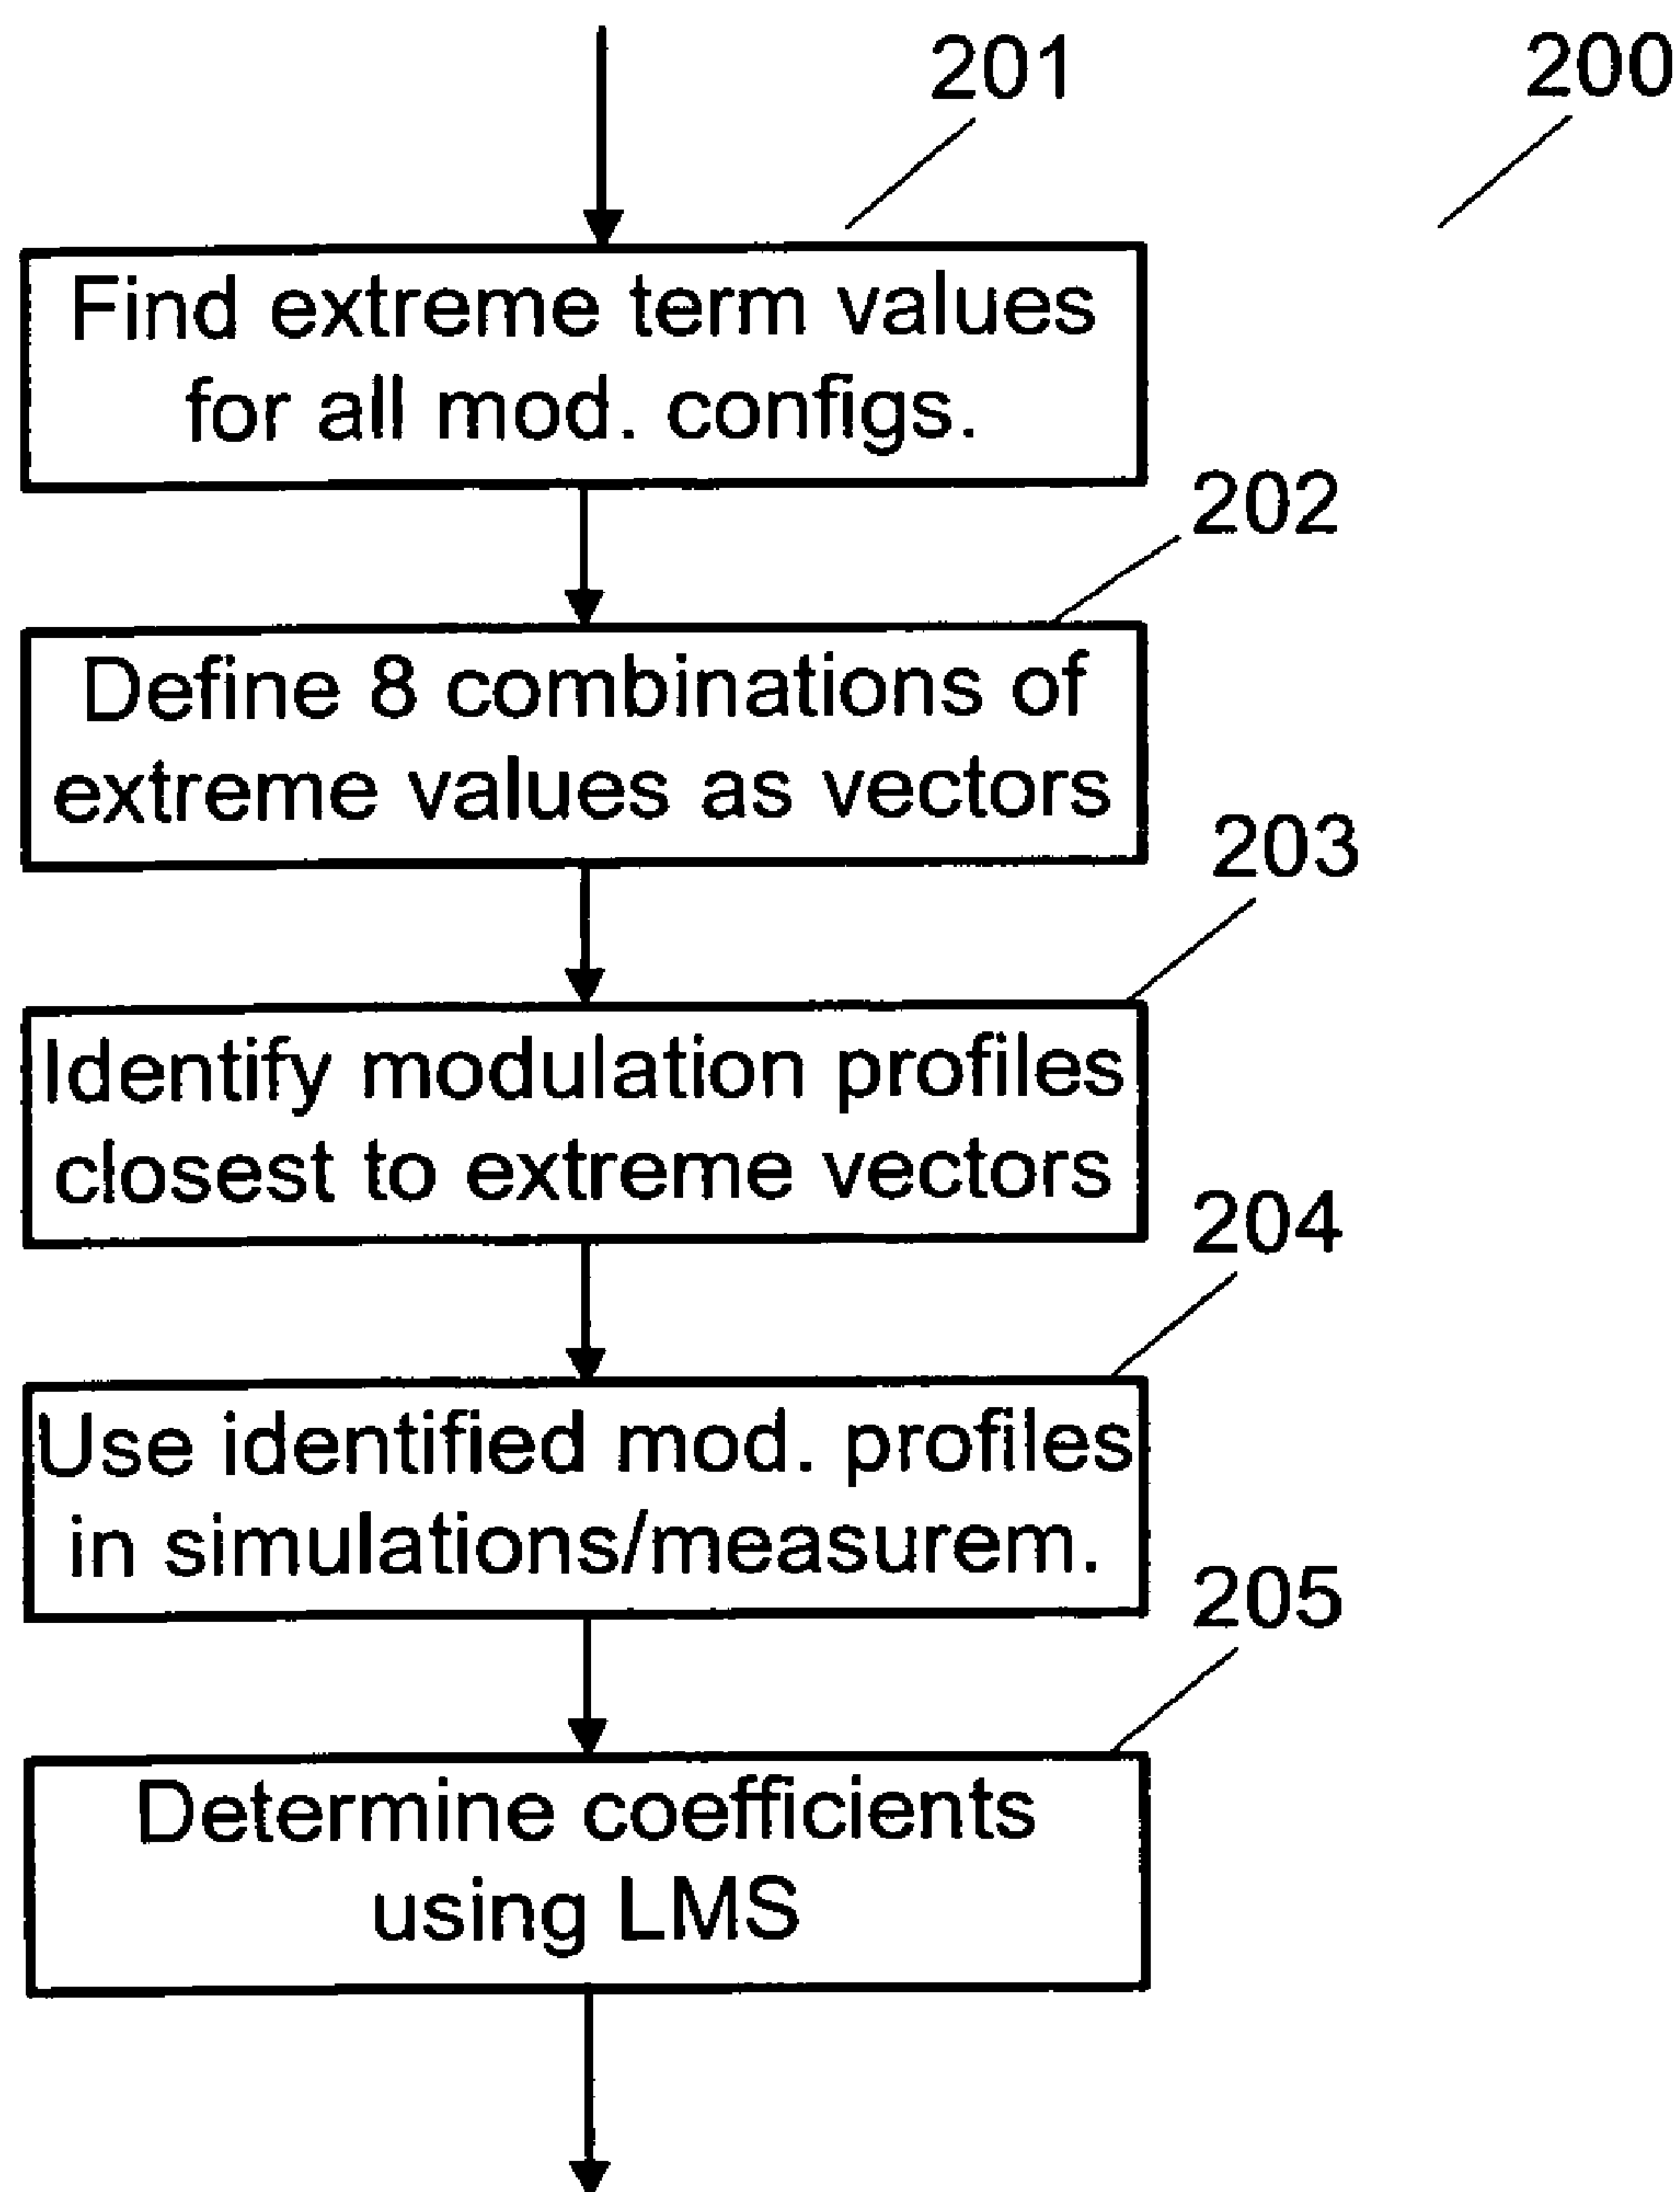 201
200
Find extreme term values
for all mod. configs.
202
Define 8 combinations of
extreme values as vectors
203
Identify modulation profiles
closest to extreme vectors
204
Use identified mod. profiles
in simulations/measurem.
205
Determine coefficients
using LMS